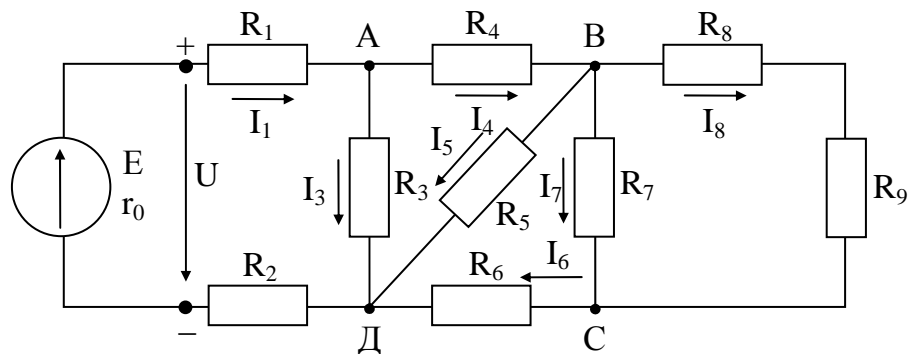 R1 A R4 B R8
+
I1 I4 I8
I5
E
r0
U
I3 R3 R5 I7 R7 R9
R2 R6 I6
− Д C